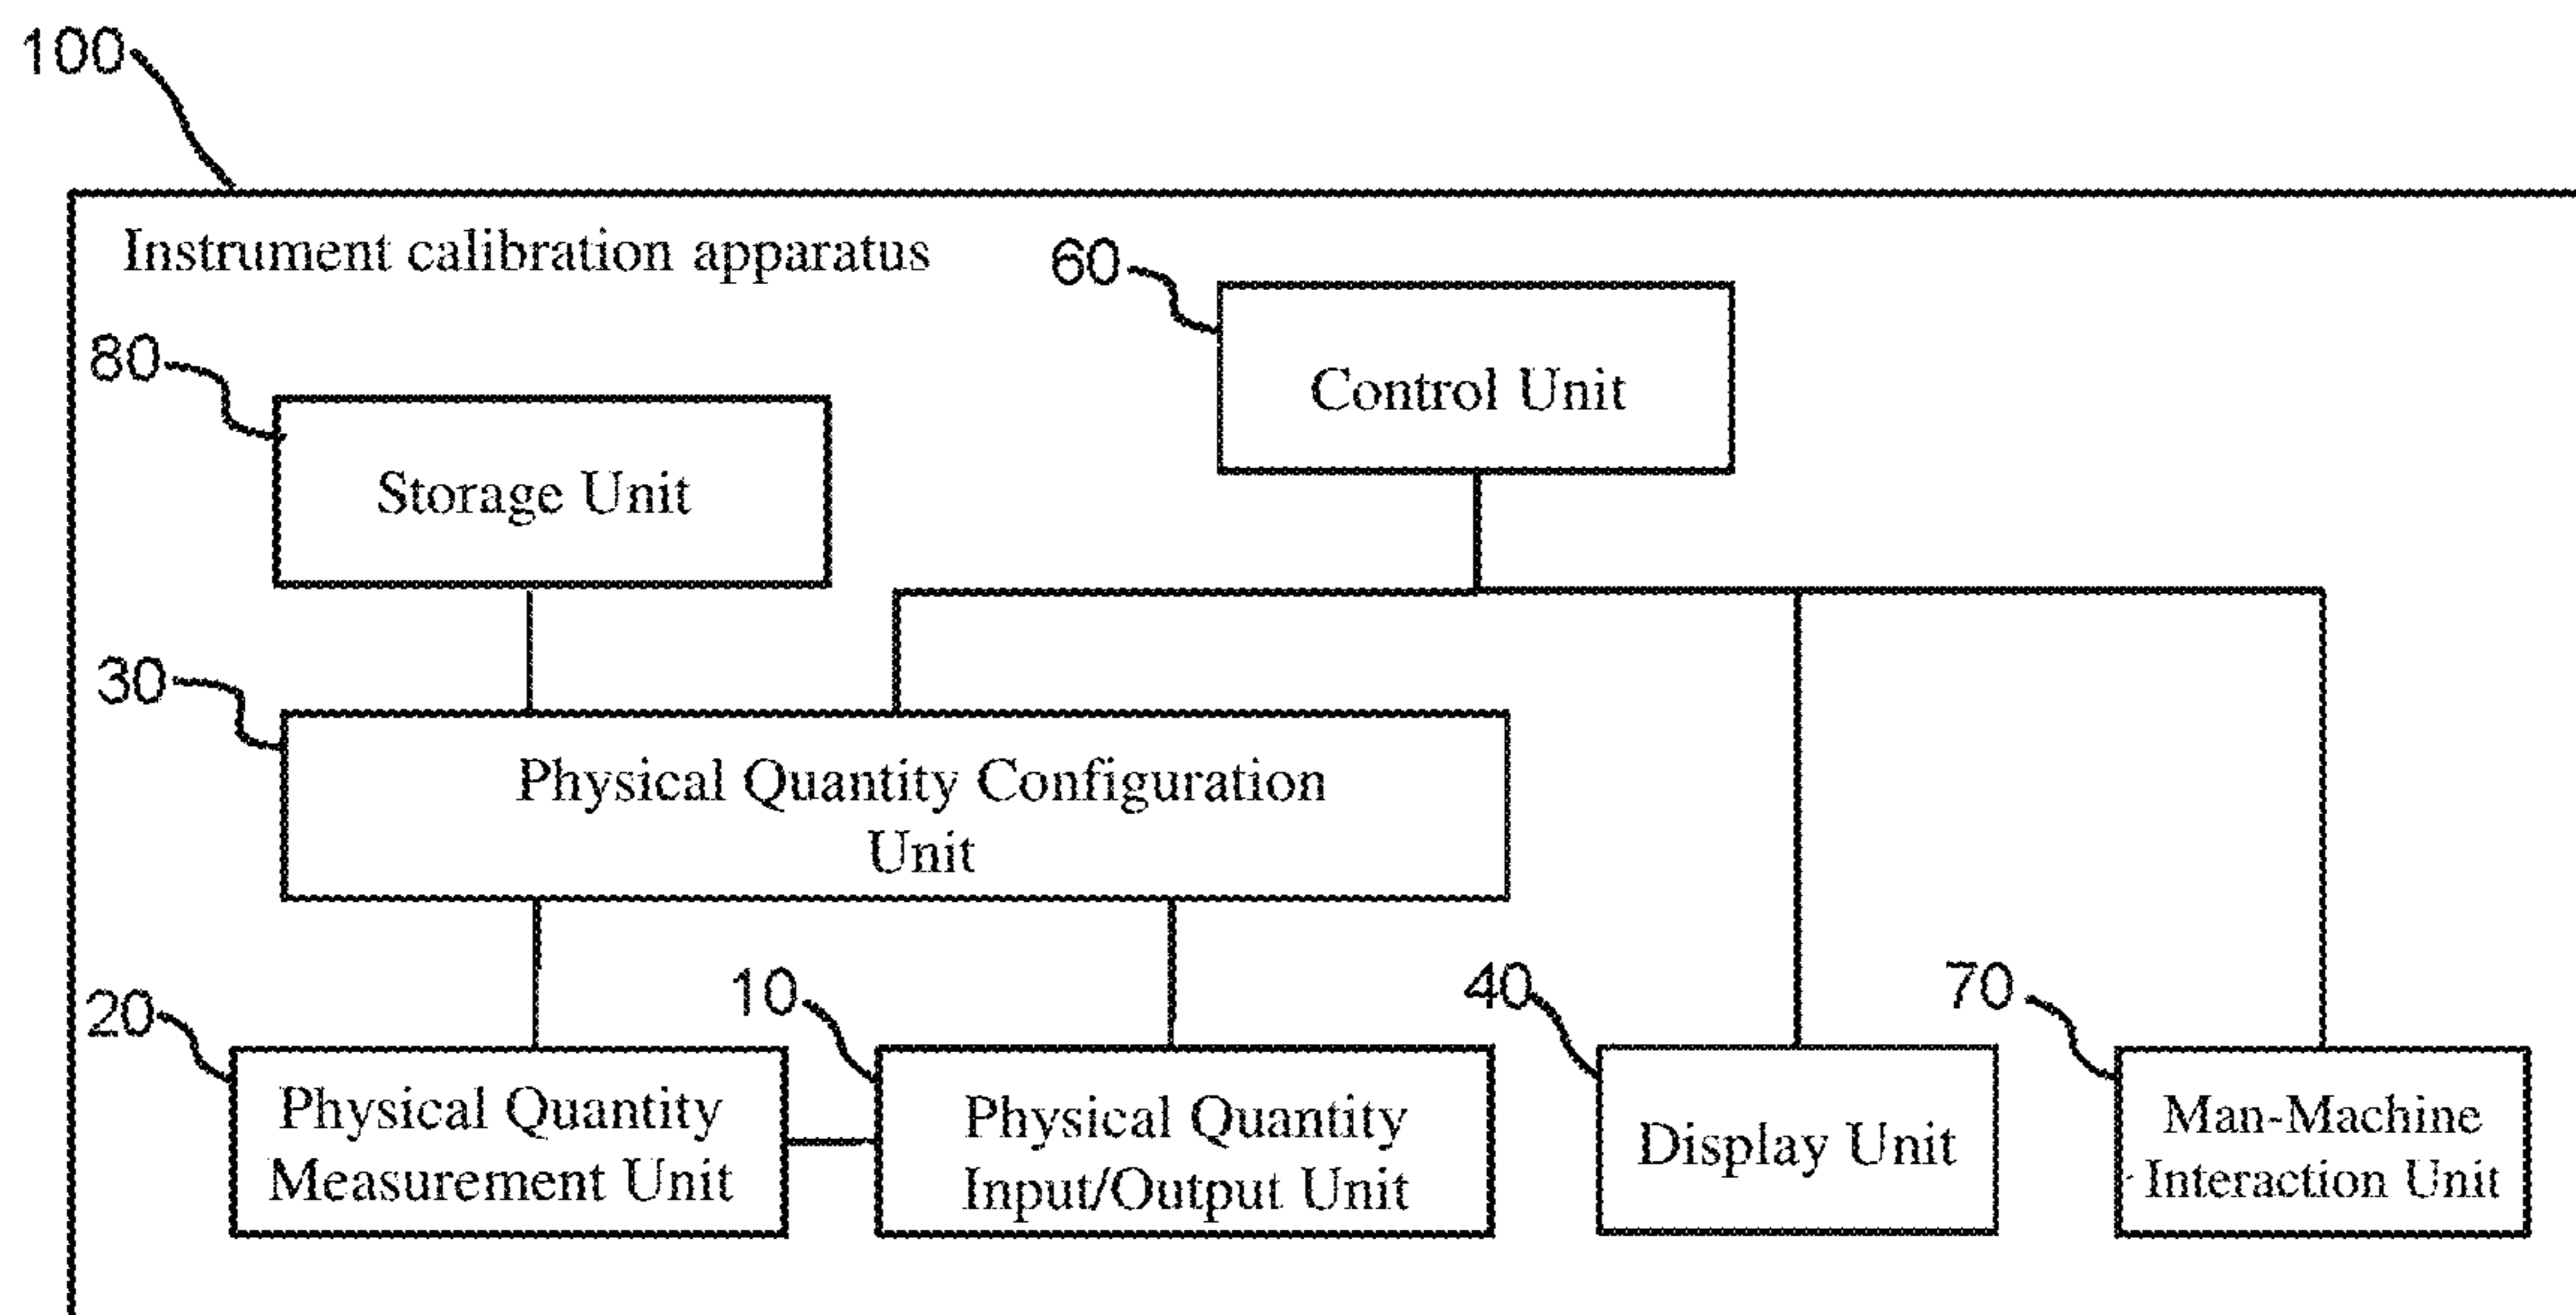 100
Instrument calibration apparatus
60
Control Unit
80
Storage Unit
30
Physical Quantity Configuration
Unit
20
Physical Quantity
Measurement Unit
10
Physical Quantity
Input/Output Unit
40
Display Unit
70
Man-Machine
Interaction Unit